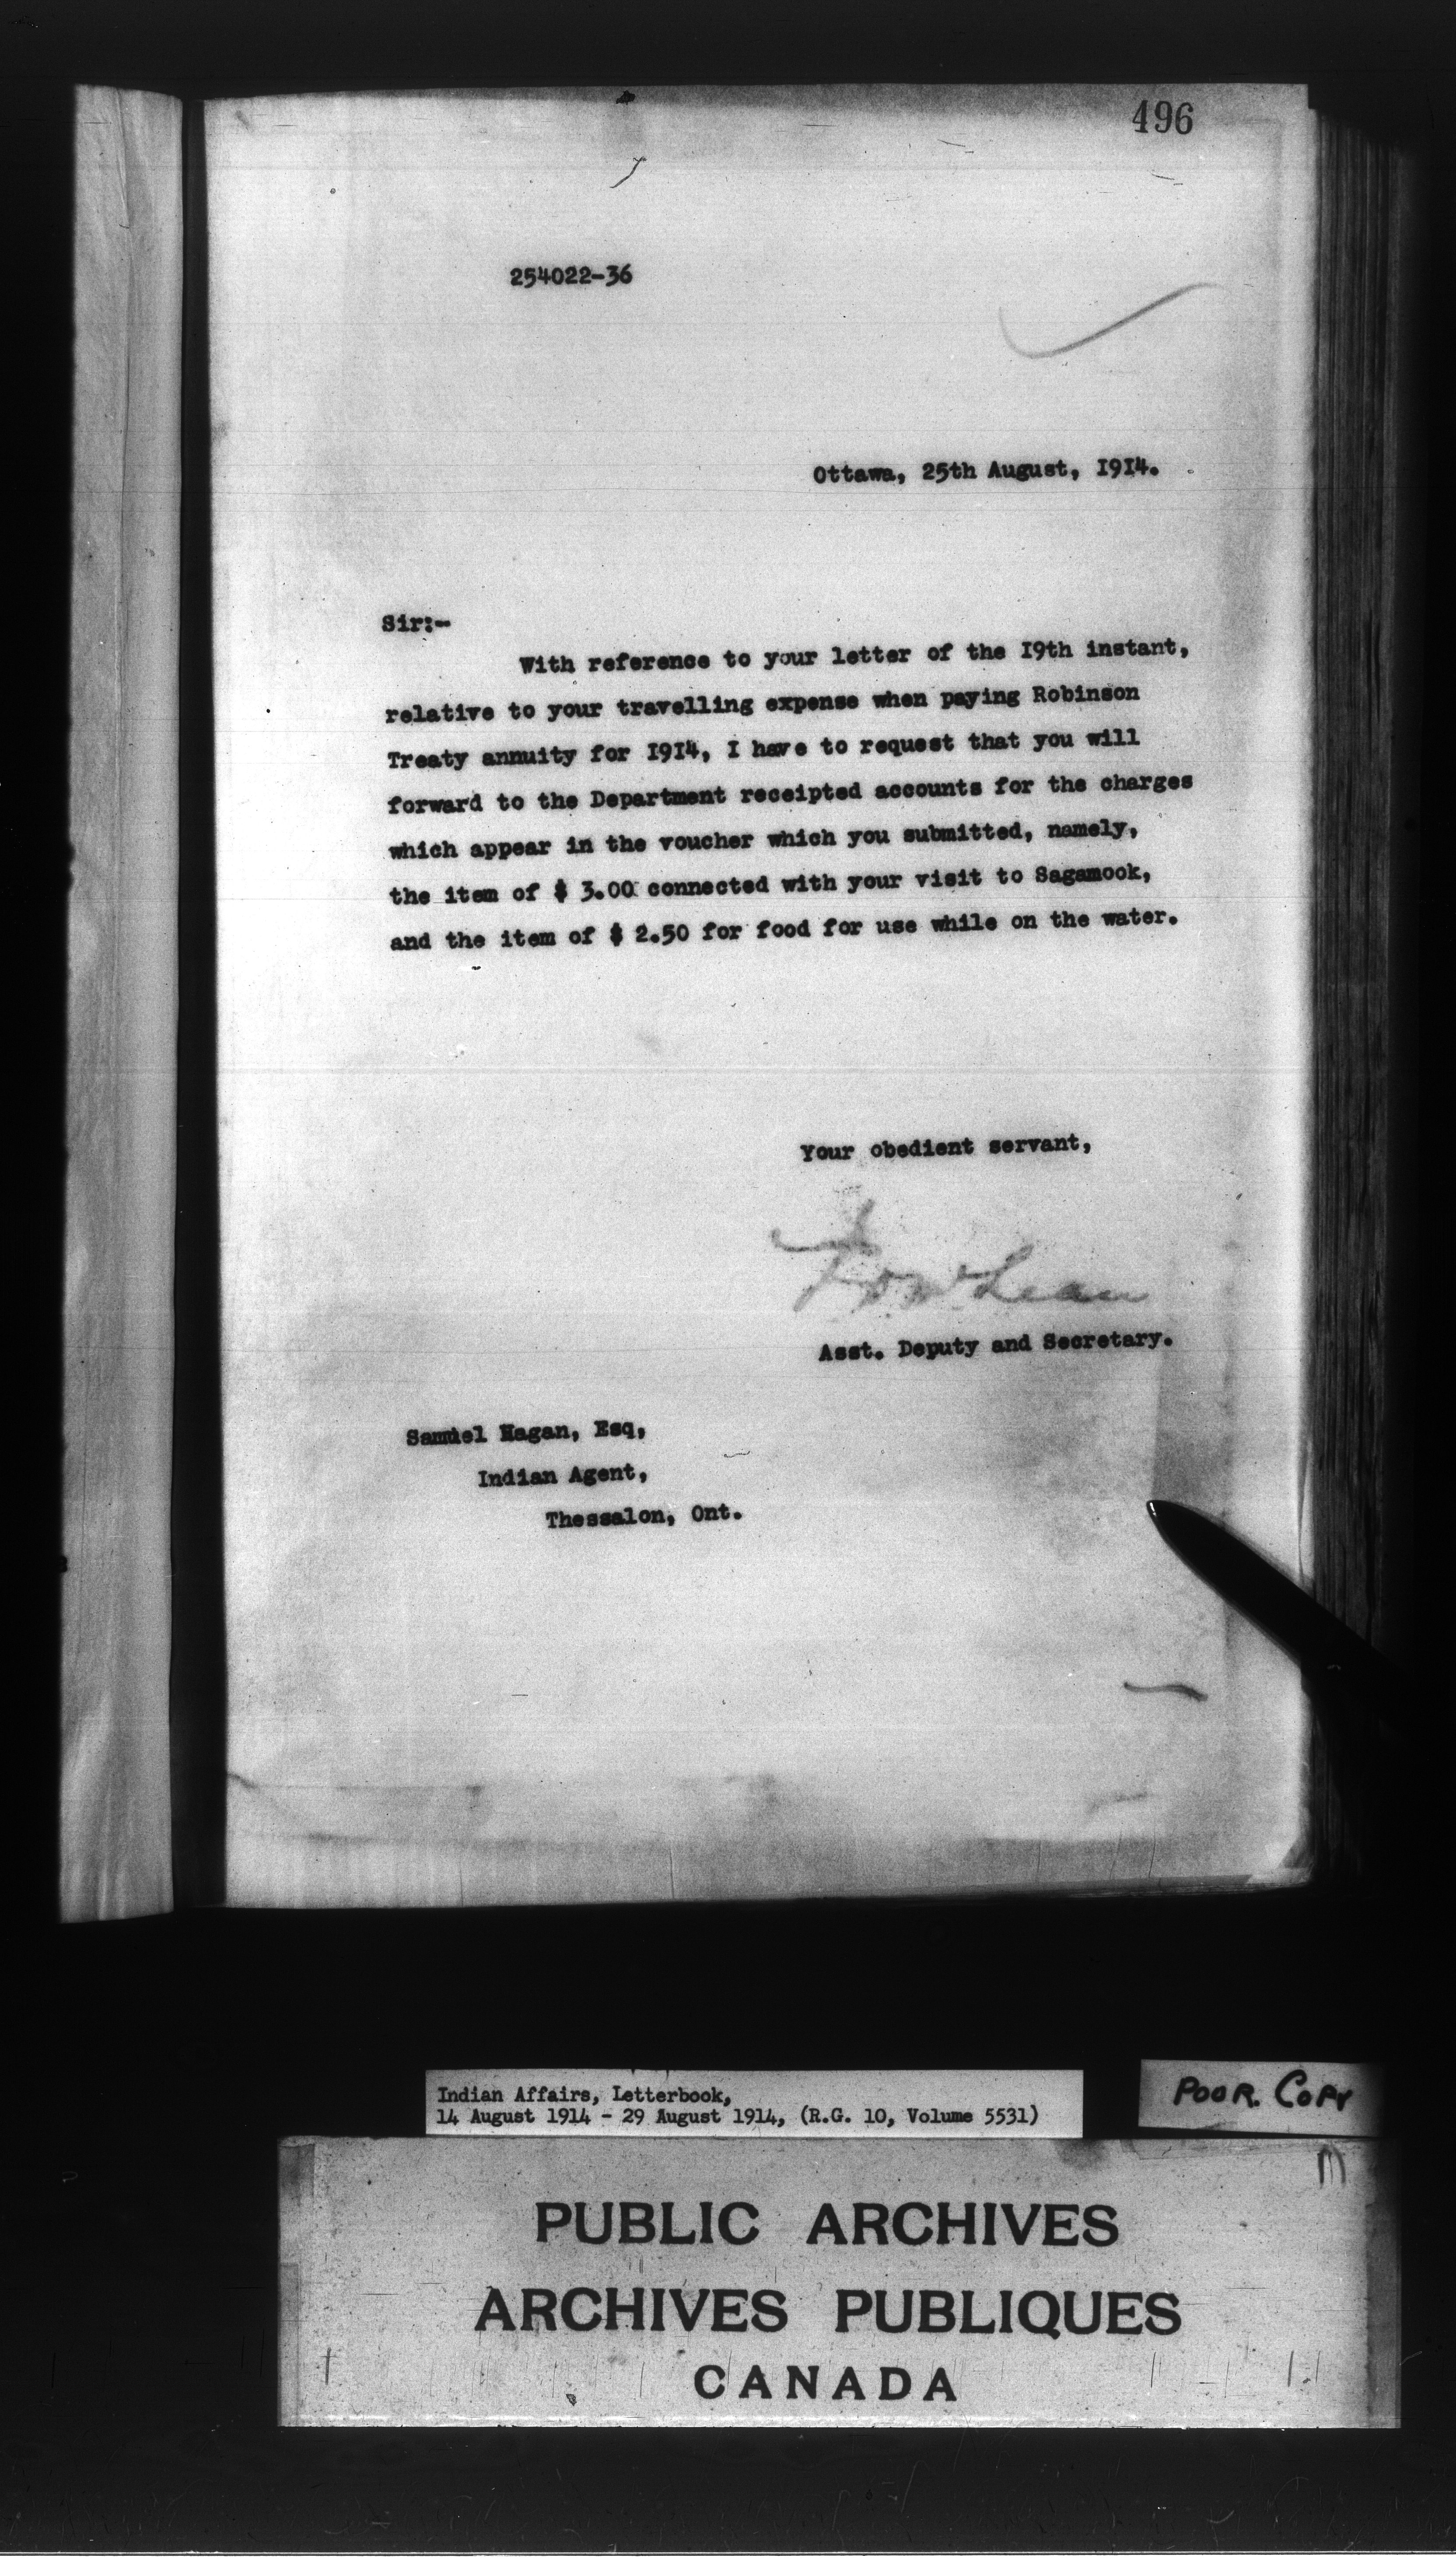 496
254022-36
Ottawa, 25th August, 1914.
Sir:-
With reference to your letter of the 19th instant,
relative to your travelling expense when paying Robinson
Treaty annuity for 1914, I have to request that you will
forward to the Department receipted accounts for the charges
which appear in the voucher which you submitted, namely,
the item of $ 3.00 connected with your visit to Sagamook,
and the item of $ 2.50 for food for use while on the water.
Your obedient servant,
Asst. Deputy and Secretary.
Samuel Hagan, Esq,
Indian Agent,
Thessalon, Ont.
Indian Affairs, Letterbook,
14 August 1914 - 29 August 1914, (R.G. 10, Volume 5531)
POOR. COPY
PUBLIC ARCHIVES
ARCHIVES PUBLIQUES
CANADA